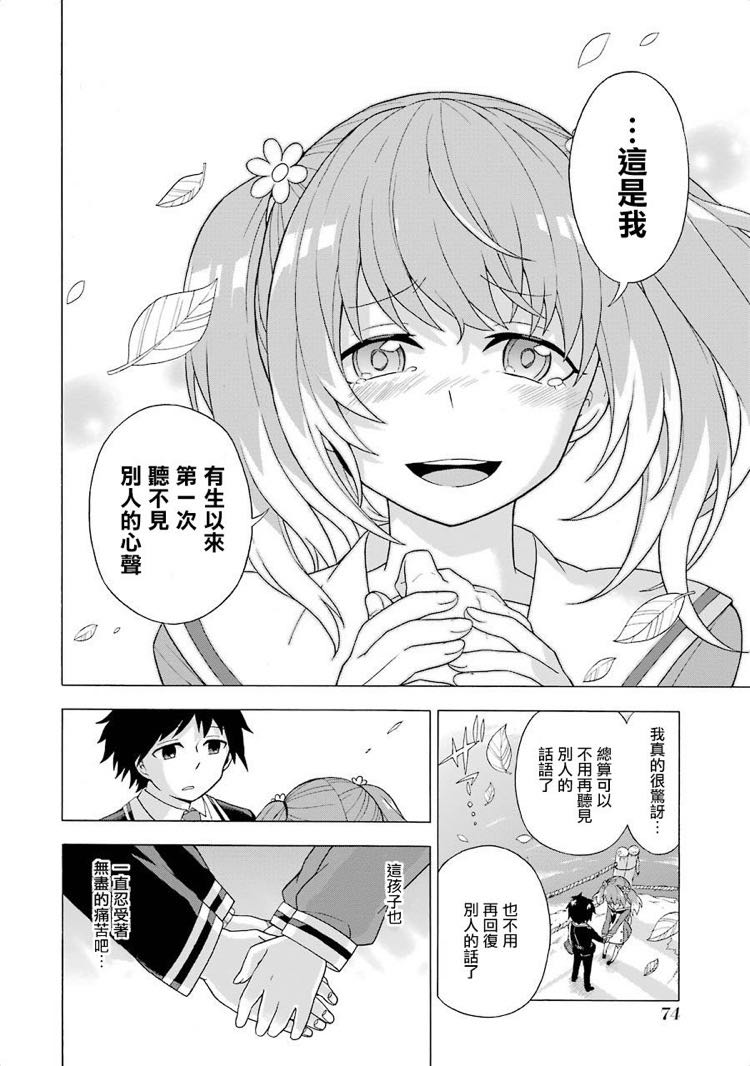 …這是我
有生以來
第一次
聽不見
別人的心聲
我真的很驚訝…
總算可以
不用再聽見
別人的
話語了
也不用
再回復
別人的話了
這孩子也
一直忍受著
無盡的痛苦吧…
74